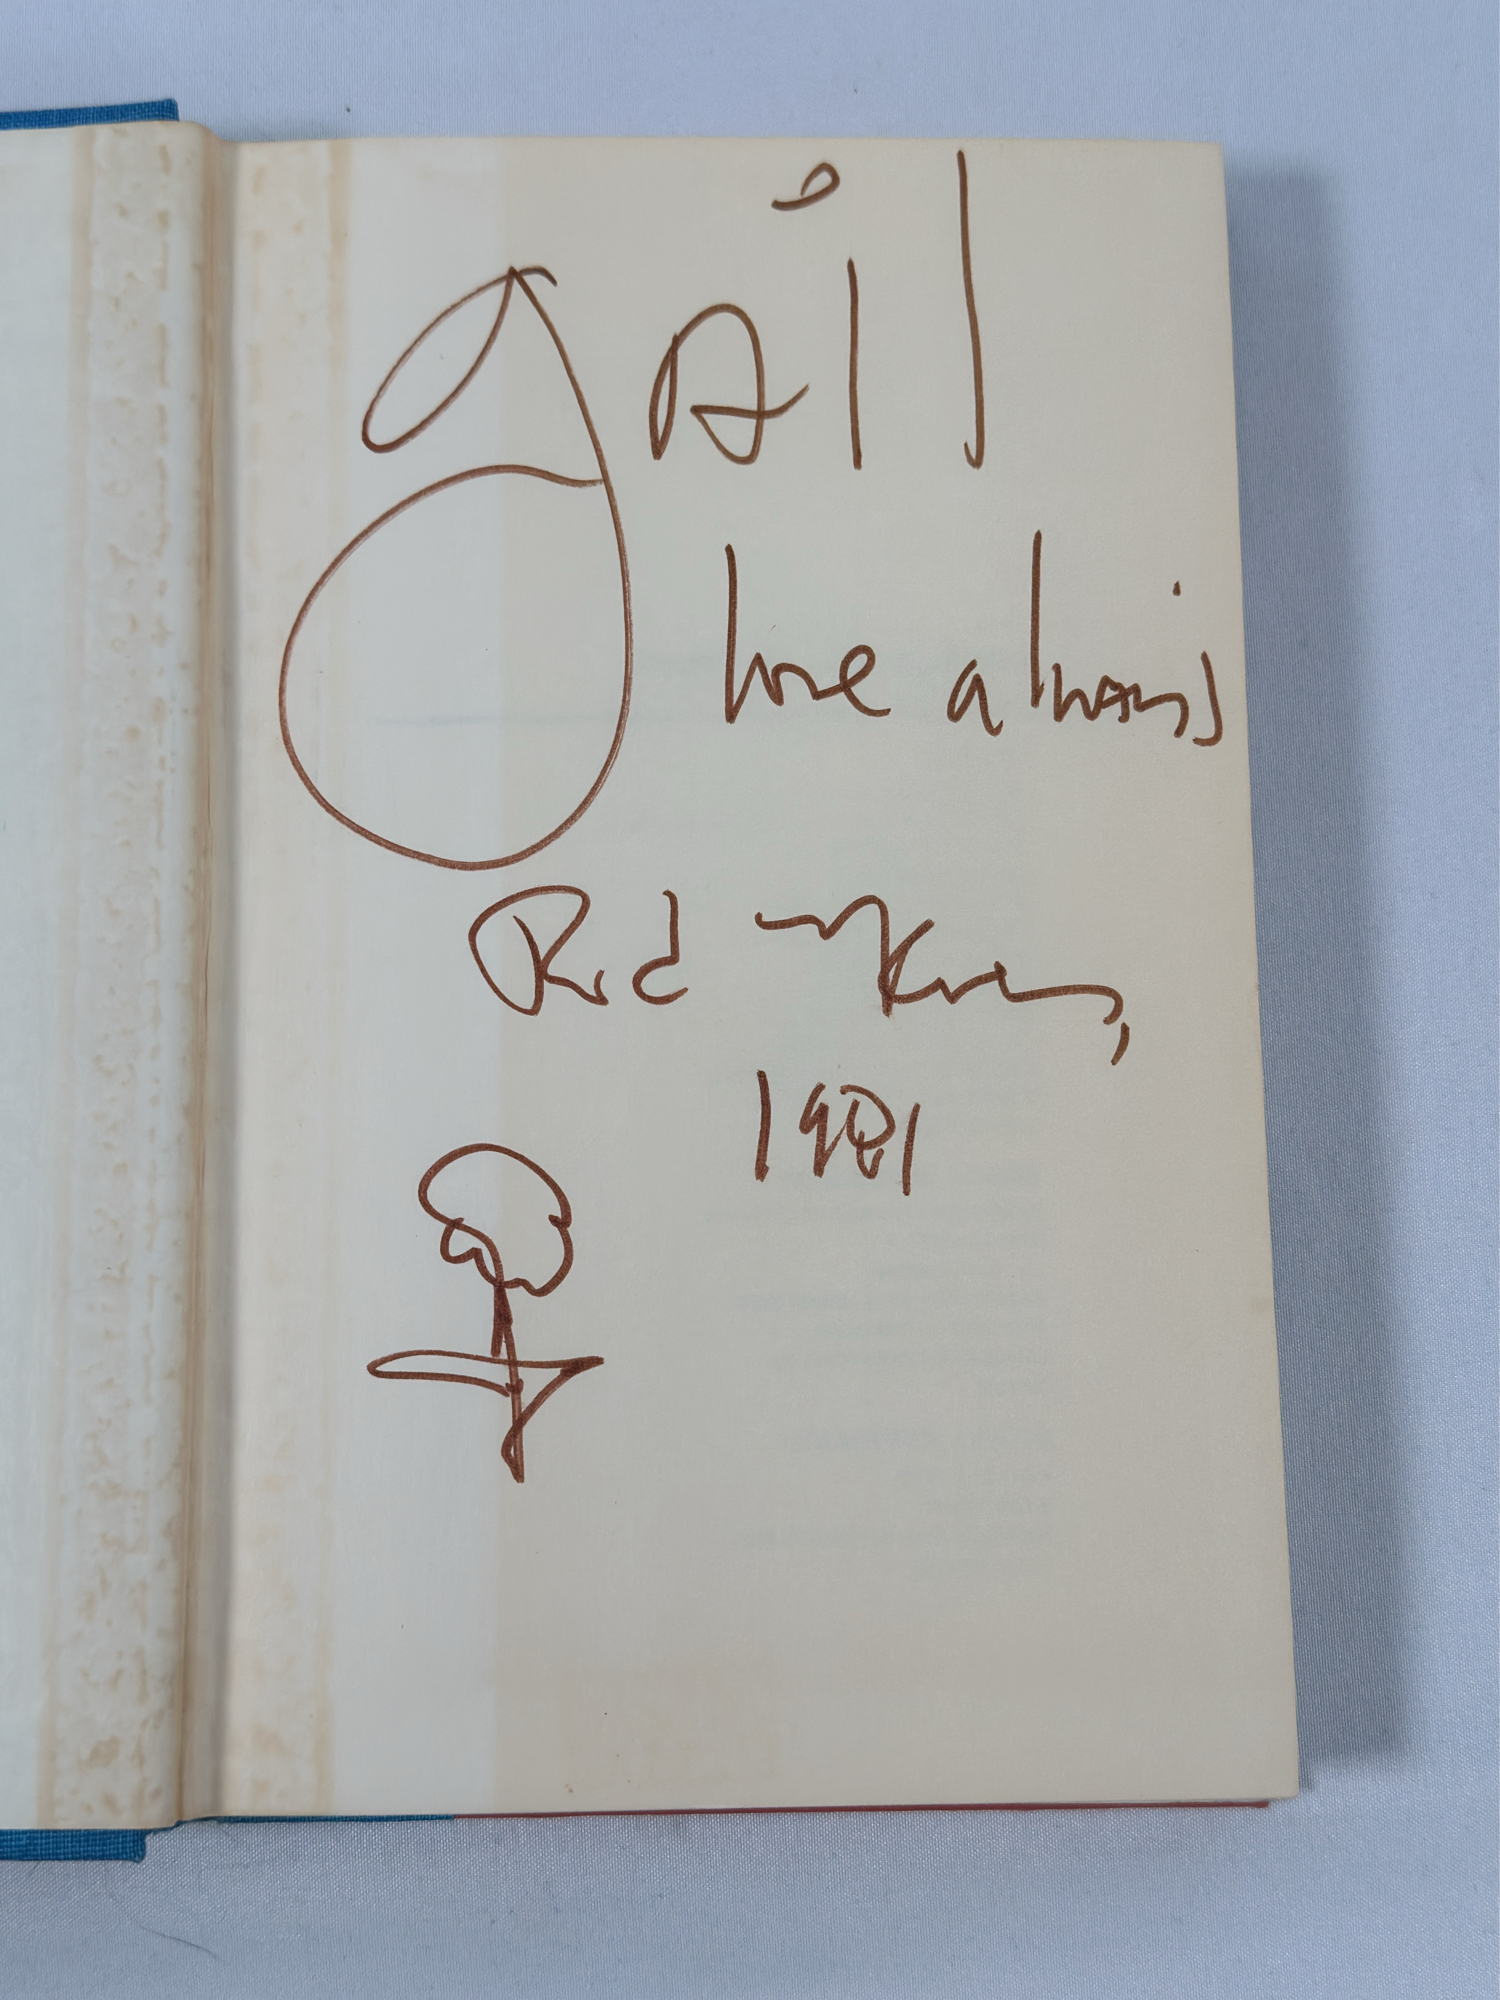 gail
love always
Rod McKuen,
1981